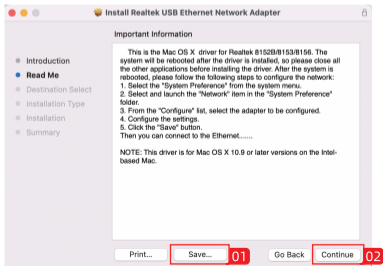 Install Realtek USB Ethernet Network Adapter
Important Information
Introduction
Read Me
Destination Select
Installation Type
Installation
Summary
This is the Mac OS X driver for Realtek 8152B/8153/8156. The
system will be rebooted after the driver is installed, so please close all
the other applications before installing the driver. After the system is
rebooted, please follow the following steps to configure the network:
1. Select the "System Preference" from the system menu.
2. Select and launch the "Network" item in the "System Preference"
folder.
3. From the "Configure" list, select the adapter to be configured.
4. Configure the settings.
5. Click the "Save" button.
Then you can connect to the Ethernet.......
NOTE: This driver is for Mac OS X 10.9 or later versions on the Intel-
based Mac.
Print... Save... 01 Go Back Continue 02